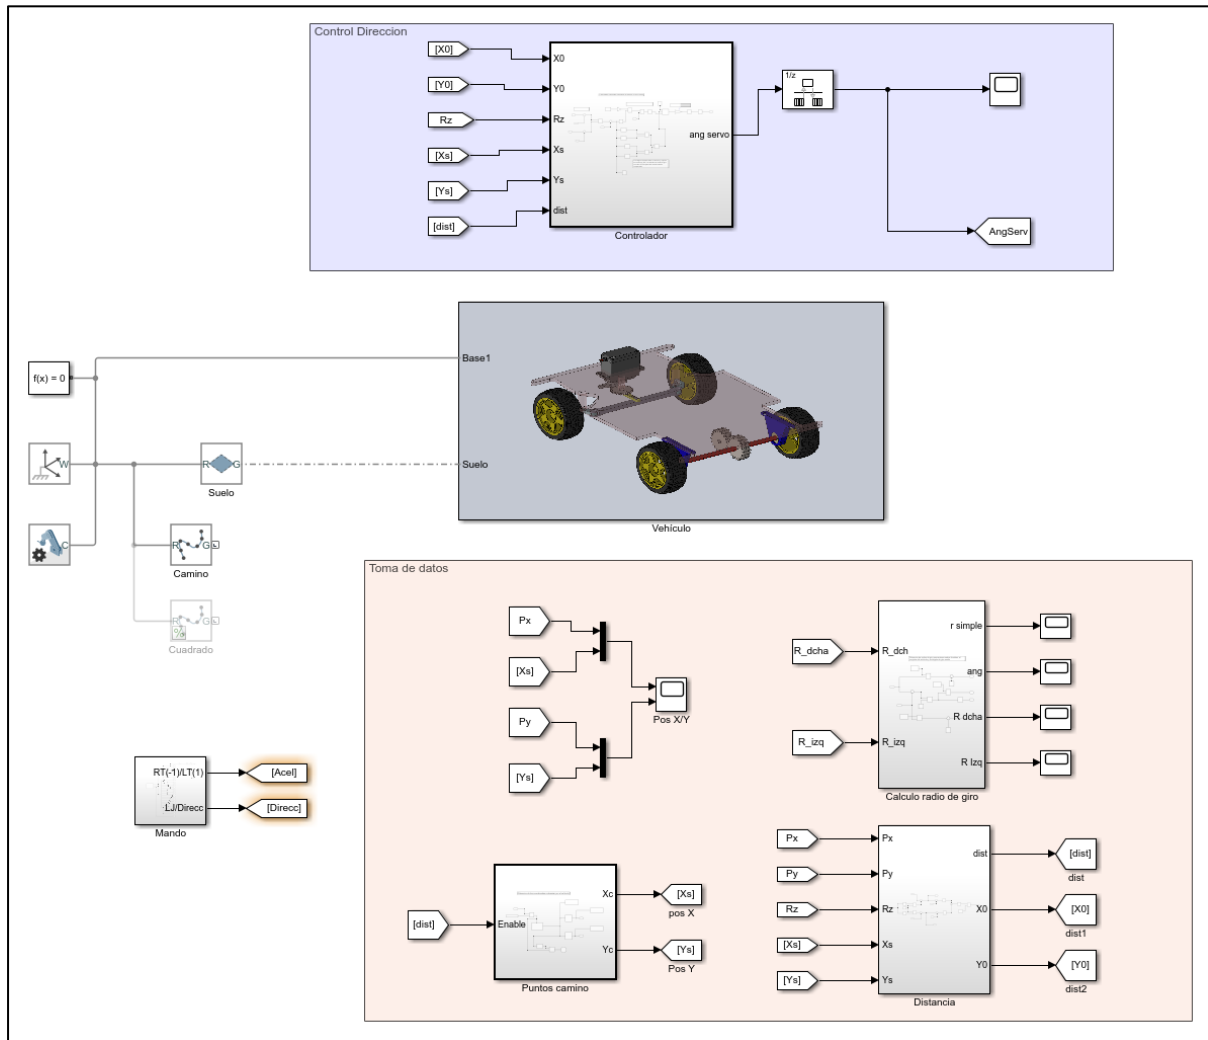 Control Direccion
[X0]
[Y0]
Rz
[Xs]
[Ys]
[dist]
X0
Y0
Rz
Xs
Ys
dist
ang servo
Controlador
1/z
AngServ
f(x) = 0
W
C
R G
Suelo
R G
Camino
R G
%
Cuadrado
Base1
Suelo
Vehículo
RT(-1)/LT(1)
LJ/Direcc
Mando
[Acel]
[Direcc]
Toma de datos
Px
[Xs]
Py
[Ys]
Pos X/Y
R_dcha
R_izq
R_dch
R_izq
r simple
ang
R dcha
R Izq
Calculo radio de giro
[dist]
Enable
Xc
Yc
Puntos camino
[Xs]
pos X
[Ys]
Pos Y
Px
Py
Rz
[Xs]
[Ys]
Px
Py
Rz
Xs
Ys
dist
X0
Y0
Distancia
[dist]
dist
[X0]
dist1
[Y0]
dist2